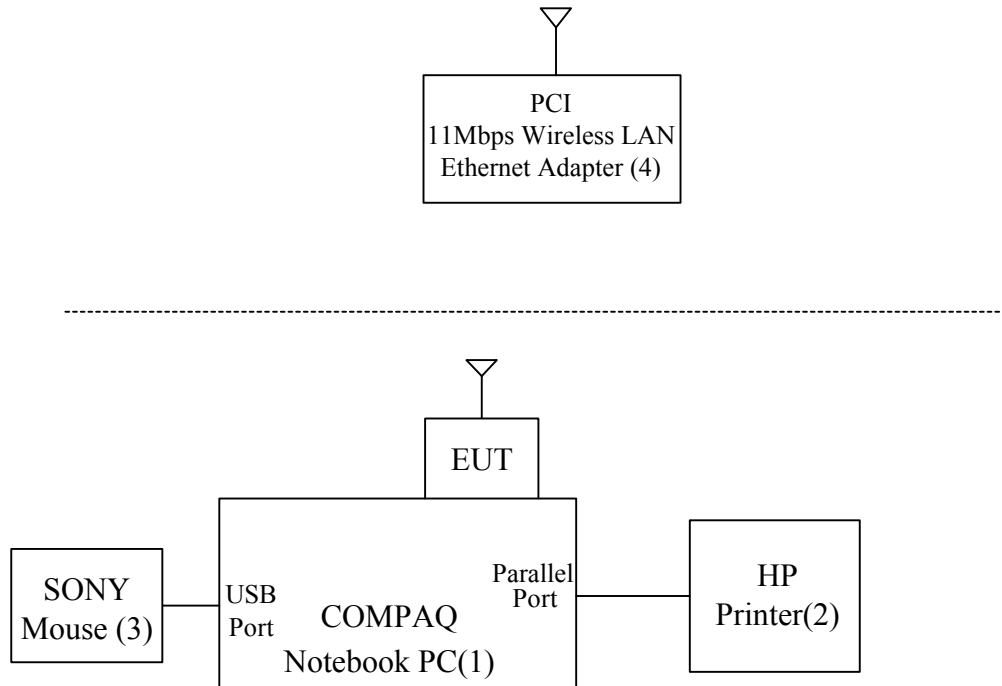 PCI
11Mbps Wireless LAN
Ethernet Adapter (4)
EUT
SONY
Mouse (3)
USB
Port
COMPAQ
Notebook PC(1)
Parallel
Port
HP
Printer(2)